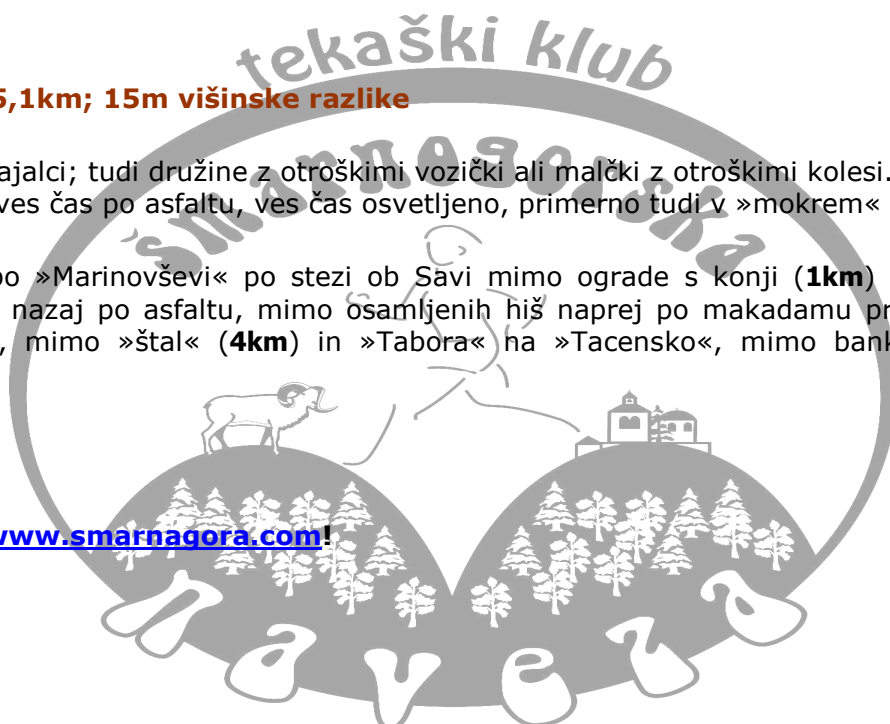 tekaški klub
5,1km; 15m višinske razlike
šmarnogorska
ajalci; tudi družine z otroškimi vozički ali malčki z otroškimi kolesi.
ves čas po asfaltu, ves čas osvetljeno, primerno tudi v »mokrem«
po »Marinovševi« po stezi ob Savi mimo ograde s konji (1km)
nazaj po asfaltu, mimo osamljenih hiš naprej po makadamu pr
, mimo »štal« (4km) in »Tabora« na »Tacensko«, mimo bank
www.smarnagora.com!
naveza